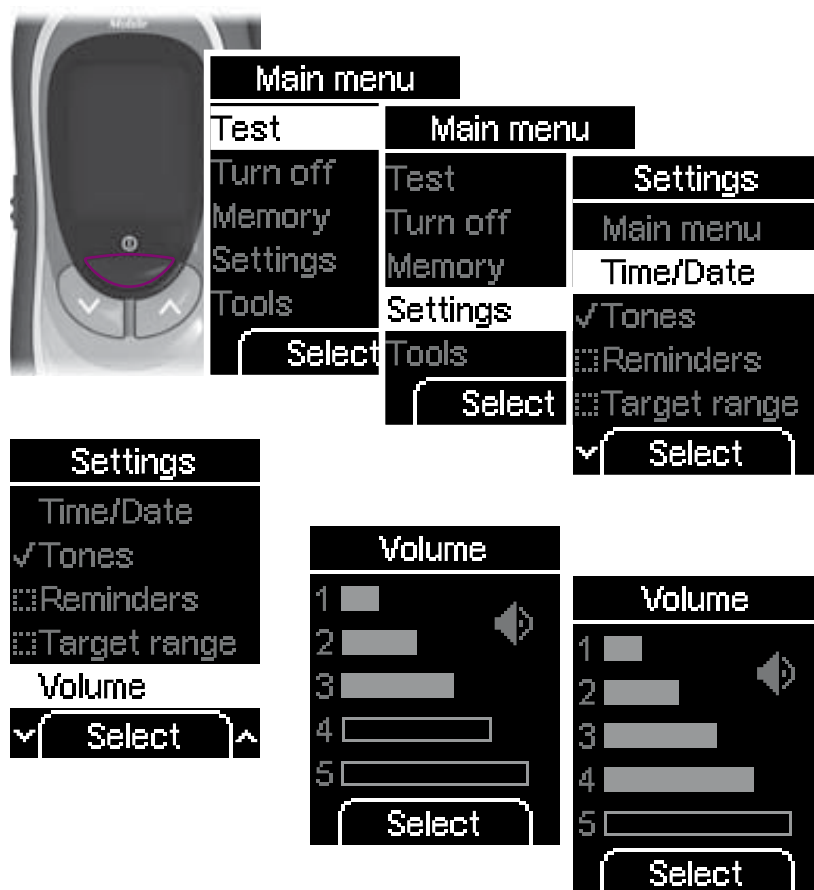 Mobile
Main menu
Test
Turn off
Memory
Settings
Tools
Select
Main menu
Test
Turn off
Memory
Settings
Tools
Select
Settings
Main menu
Time/Date
√Tones
Reminders
Target range
Select
Settings
Time/Date
√Tones
Reminders
Target range
Volume
Select
Volume
1
2
3
4
5
Select
Volume
1
2
3
4
5
Select